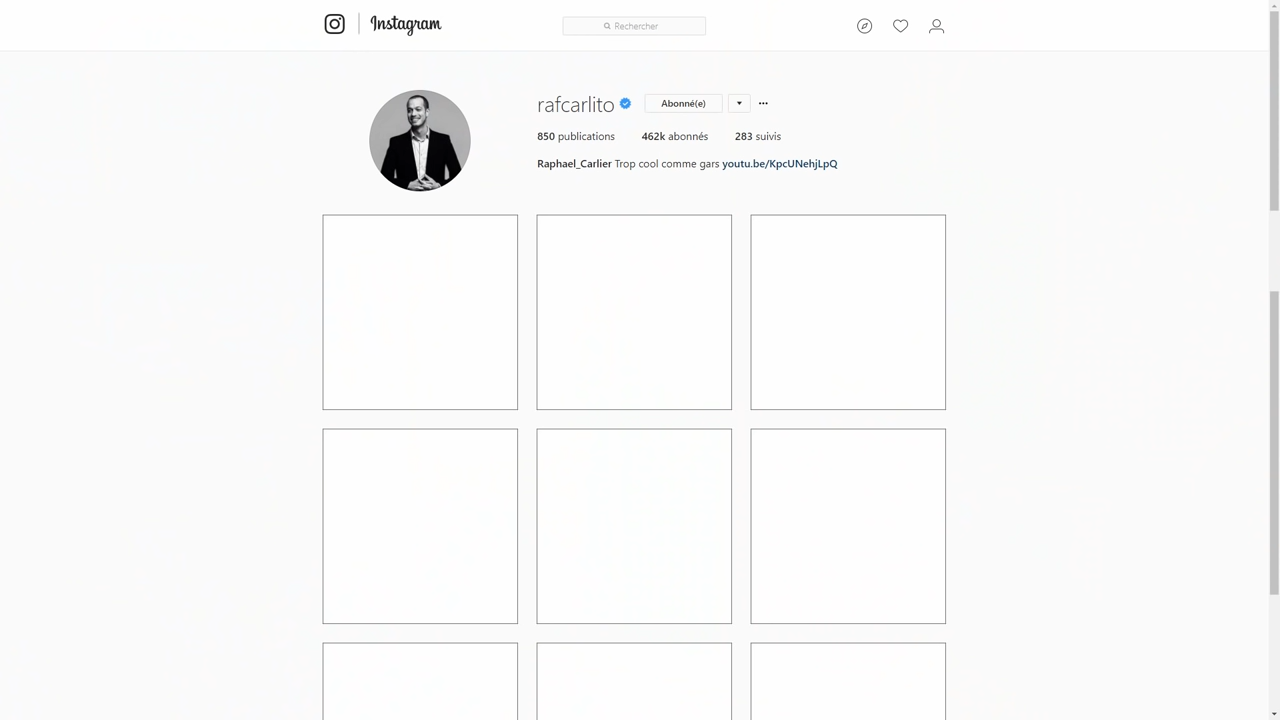 Instagram
Rechercher
rafcarlito
Abonné(e)
850 publications 462k abonnés 283 suivis
Raphael_Carlier Trop cool comme gars youtu.be/KpcUNehjLpQ